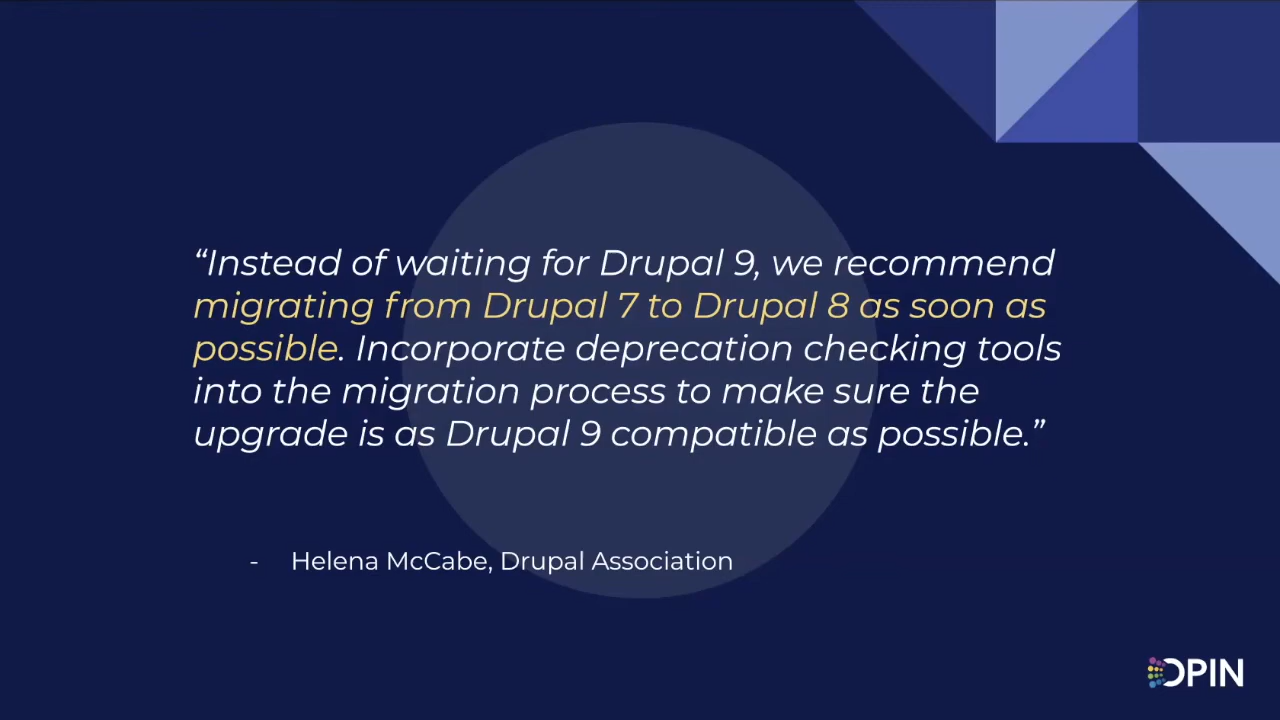 “Instead of waiting for Drupal 9, we recommend
migrating from Drupal 7 to Drupal 8 as soon as
possible. Incorporate deprecation checking tools
into the migration process to make sure the
upgrade is as Drupal 9 compatible as possible.”
- Helena McCabe, Drupal Association
OPIN